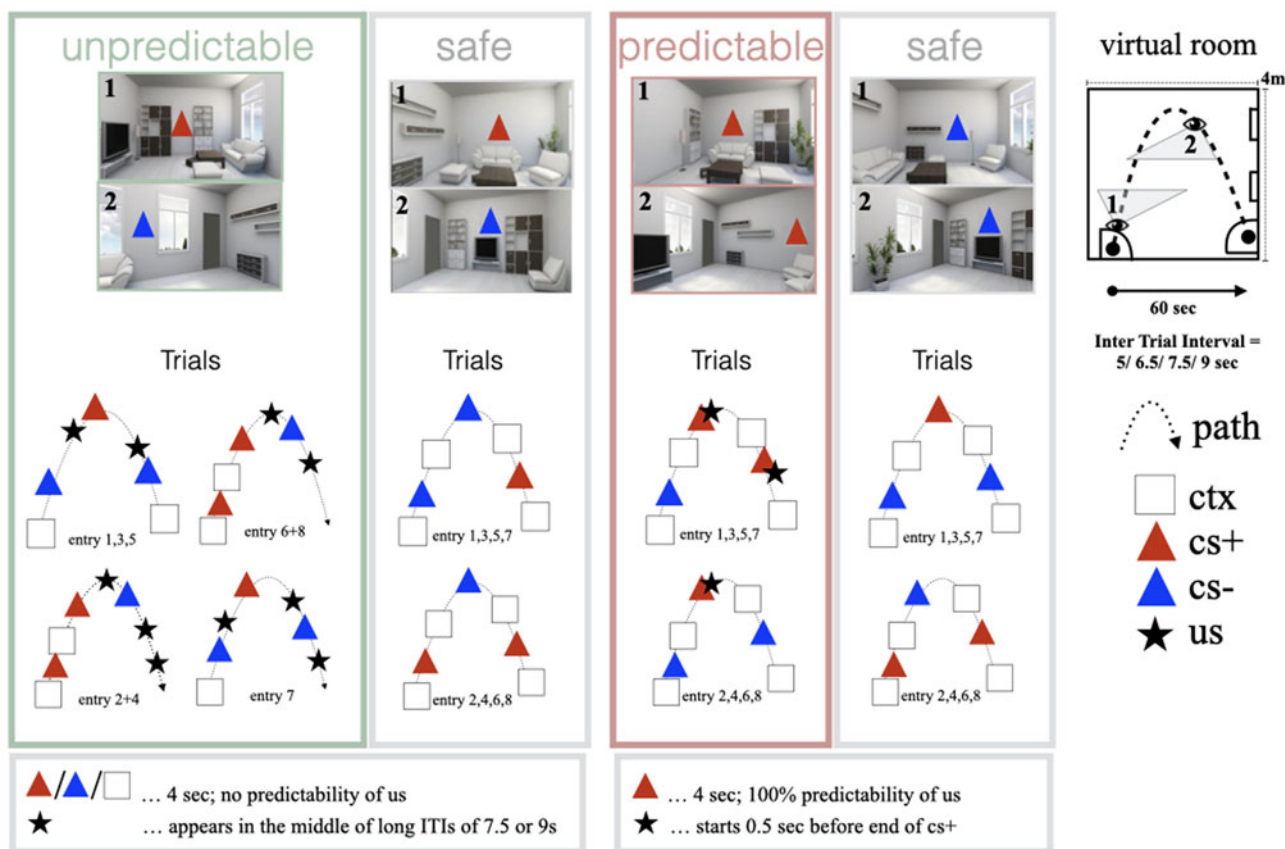 unpredictable
safe
predictable
safe
virtual room
1
1
1
1
4m
2
2
2
2
1
2
60 sec
Inter Trial Interval =
5/ 6.5/ 7.5/ 9 sec
Trials
Trials
Trials
Trials
path
ctx
cs+
cs-
us
entry 1,3,5
entry 6+8
entry 1,3,5,7
entry 1,3,5,7
entry 1,3,5,7
entry 2+4
entry 7
entry 2,4,6,8
entry 2,4,6,8
entry 2,4,6,8
/ / … 4 sec; no predictability of us
… appears in the middle of long ITIs of 7.5 or 9s
… 4 sec; 100% predictability of us
… starts 0.5 sec before end of cs+